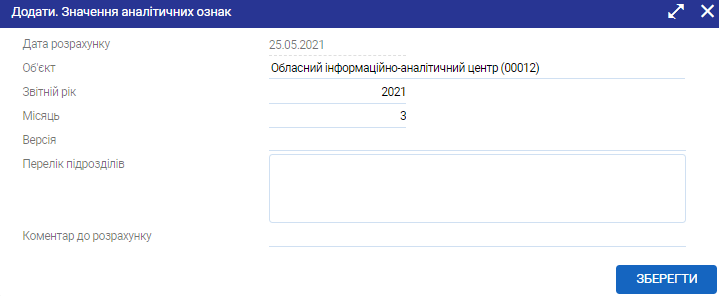 Додати. Значення аналітичних ознак
Дата розрахунку 25.05.2021
Об'єкт Обласний інформаційно-аналітичний центр (00012)
Звітній рік 2021
Місяць 3
Версія
Перелік підрозділів
Коментар до розрахунку
ЗБЕРЕГТИ